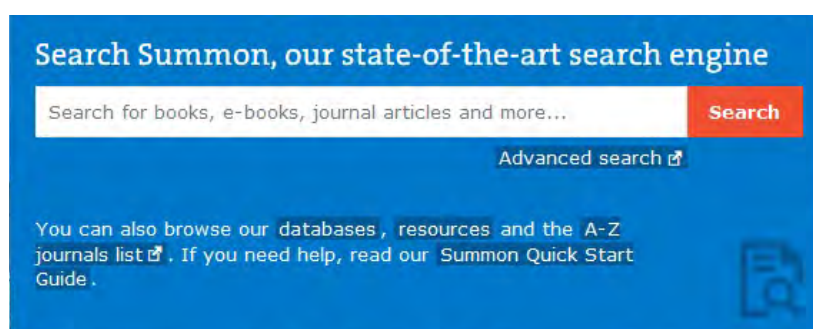 Search Summon, our state-of-the-art search engine
Search for books, e-books, journal articles and more...
Search
Advanced search
You can also browse our databases, resources and the A-Z
journals list. If you need help, read our Summon Quick Start
Guide.